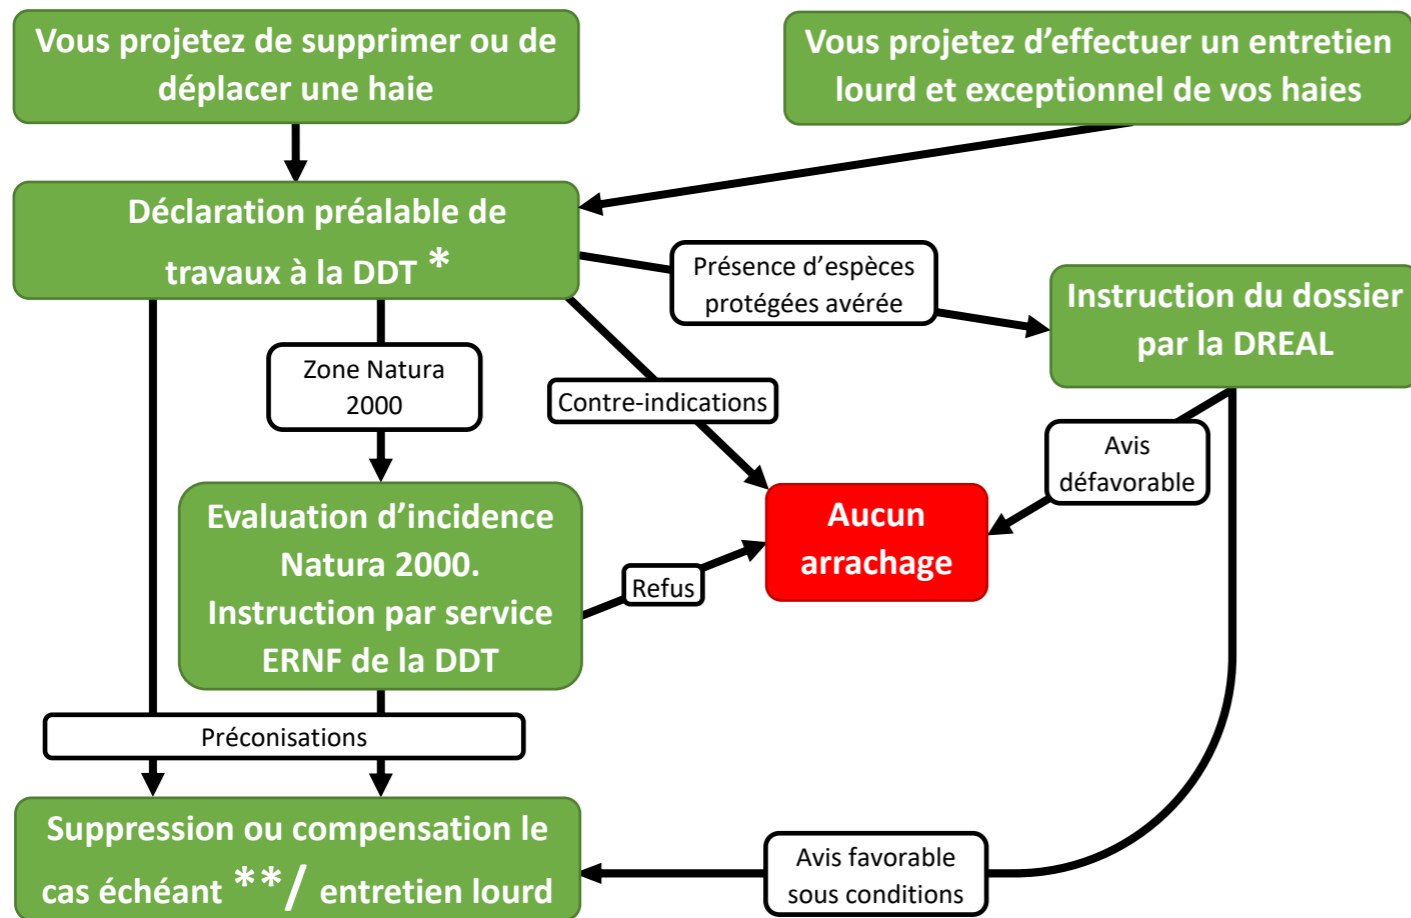 Vous projetez de supprimer ou de
déplacer une haie
Vous projetez d’effectuer un entretien
lourd et exceptionnel de vos haies
Déclaration préalable de
travaux à la DDT *
Présence d’espèces
protégées avérée
Instruction du dossier
par la DREAL
Zone Natura
2000
Contre-indications
Avis
défavorable
Evaluation d’incidence
Natura 2000.
Instruction par service
ERNF de la DDT
Aucun
arrachage
Refus
Préconisations
Suppression ou compensation le
cas échéant **/ entretien lourd
Avis favorable
sous conditions